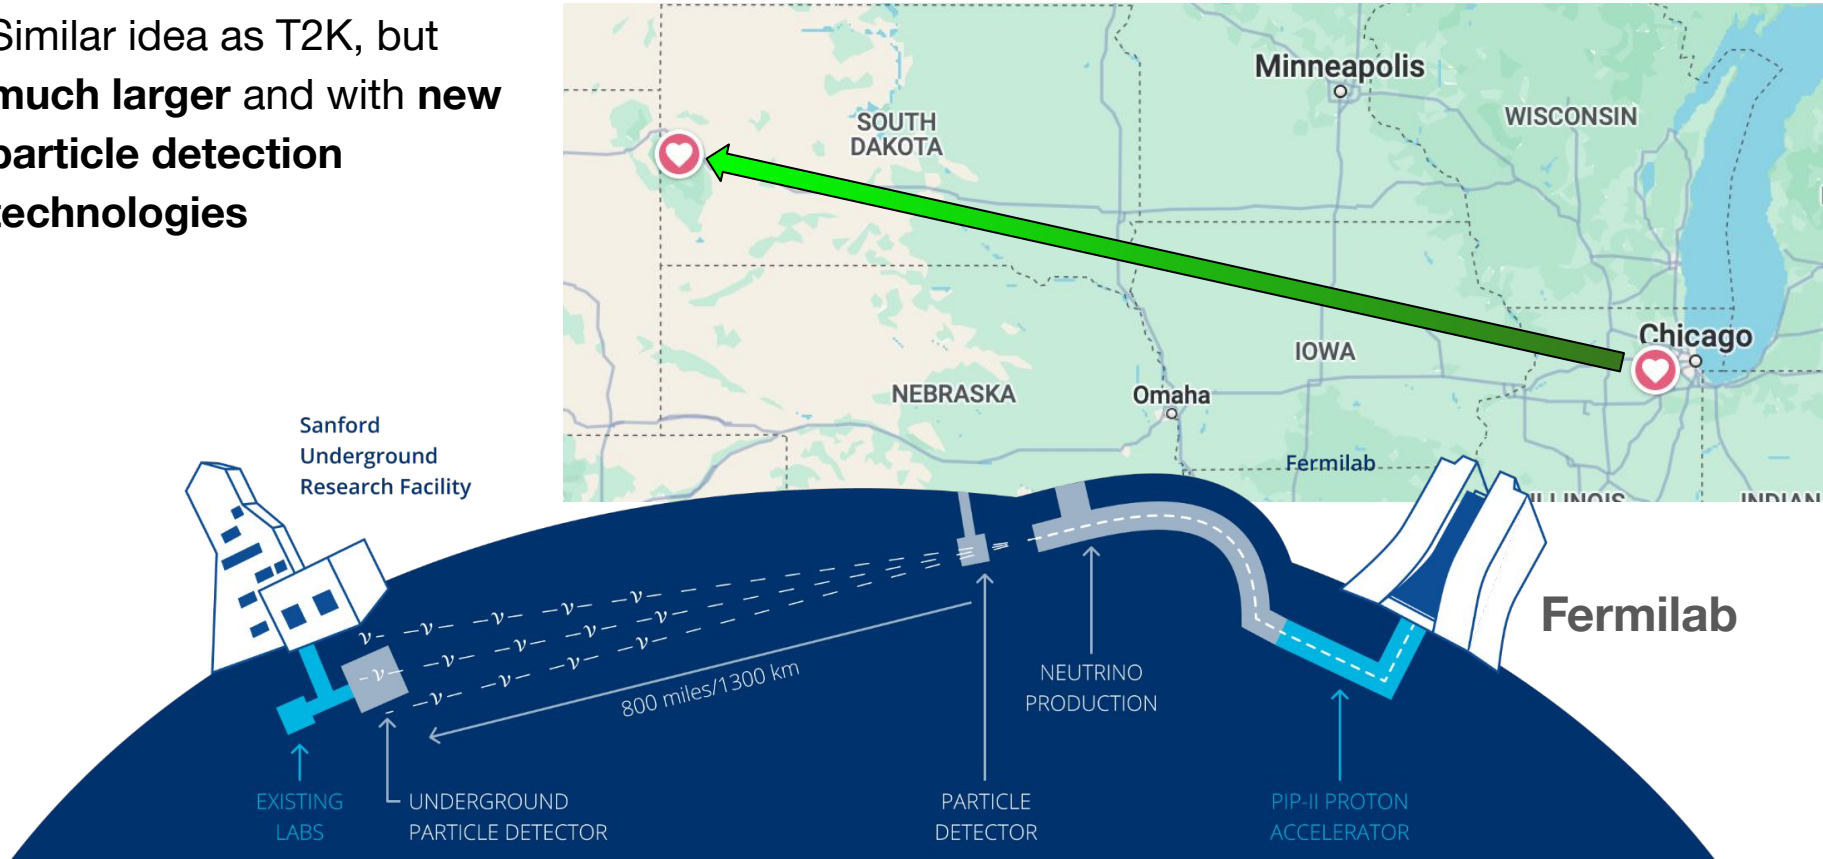 Similar idea as T2K, but
much larger and with new
particle detection
technologies
Minneapolis
WISCONSIN
SOUTH
DAKOTA
Chicago
IOWA
NEBRASKA
Omaha
ILLINOIS
INDIAN
Sanford
Underground
Research Facility
Fermilab
Fermilab
ν ν ν ν
ν ν ν ν
ν ν ν
800 miles/1300 km
NEUTRINO
PRODUCTION
EXISTING
LABS
UNDERGROUND
PARTICLE DETECTOR
PARTICLE
DETECTOR
PIP-II PROTON
ACCELERATOR